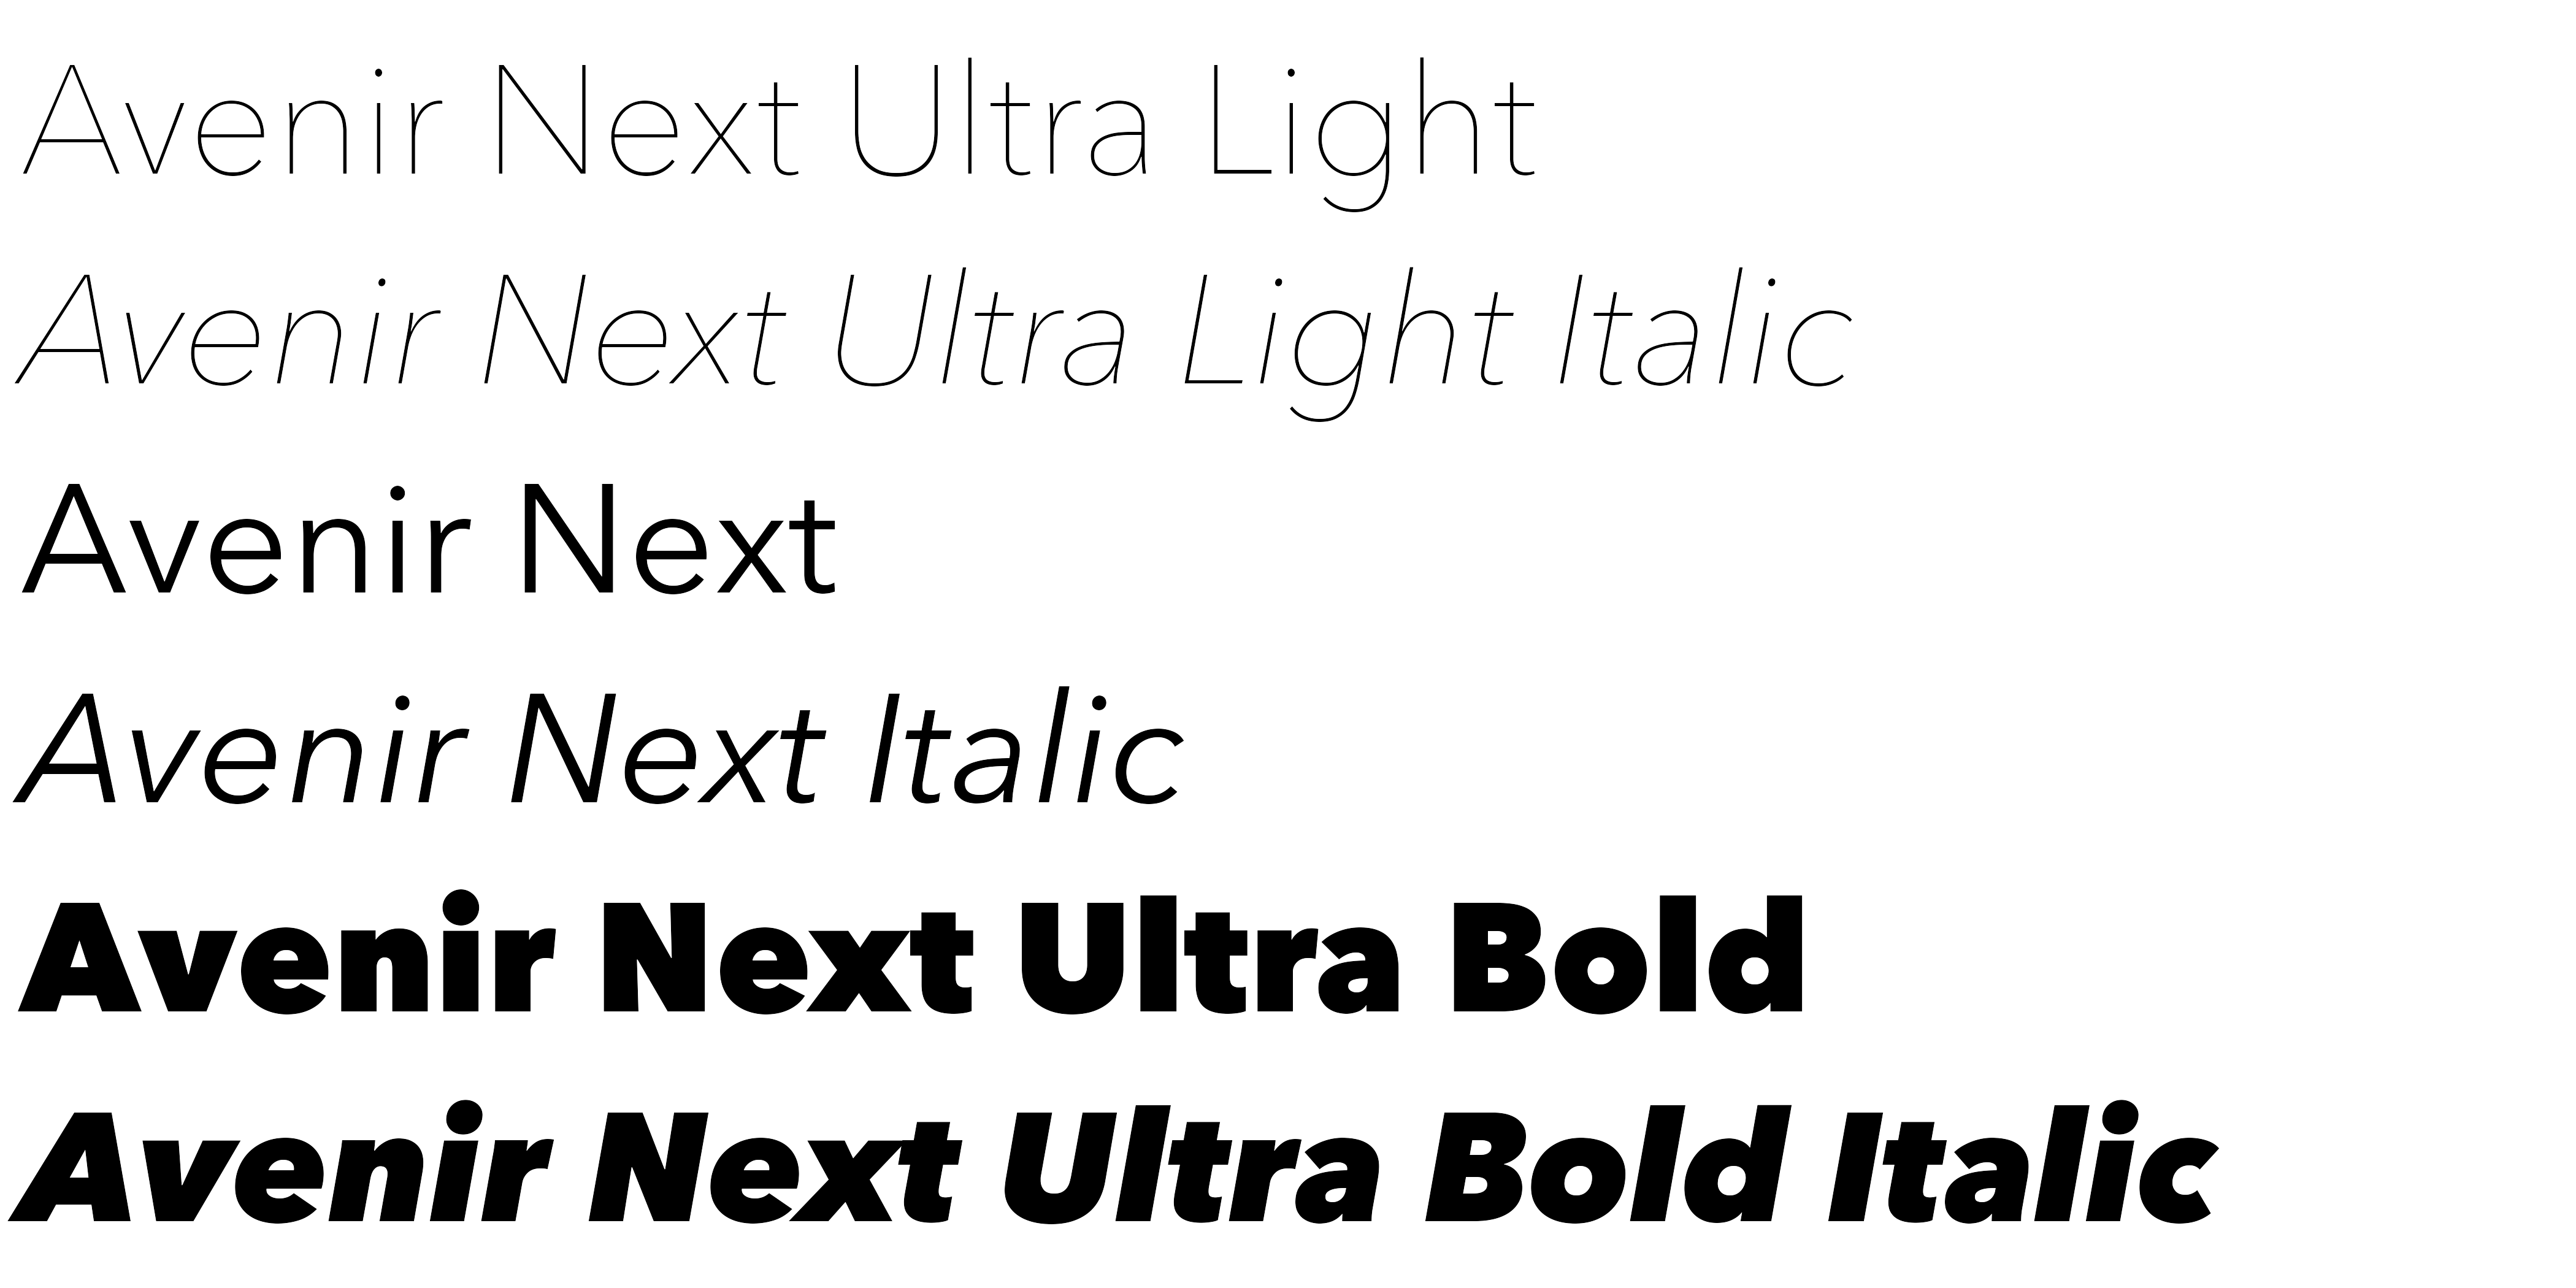 Avenir Next Ultra Light
Avenir Next Ultra Light Italic
Avenir Next
Avenir Next Italic
Avenir Next Ultra Bold
Avenir Next Ultra Bold Italic